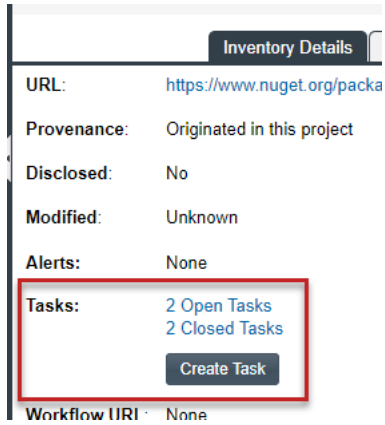 Inventory Details
URL: https://www.nuget.org/packa
Provenance: Originated in this project
Disclosed: No
Modified: Unknown
Alerts: None
Tasks: 2 Open Tasks
2 Closed Tasks
Create Task
Workflow URL: None